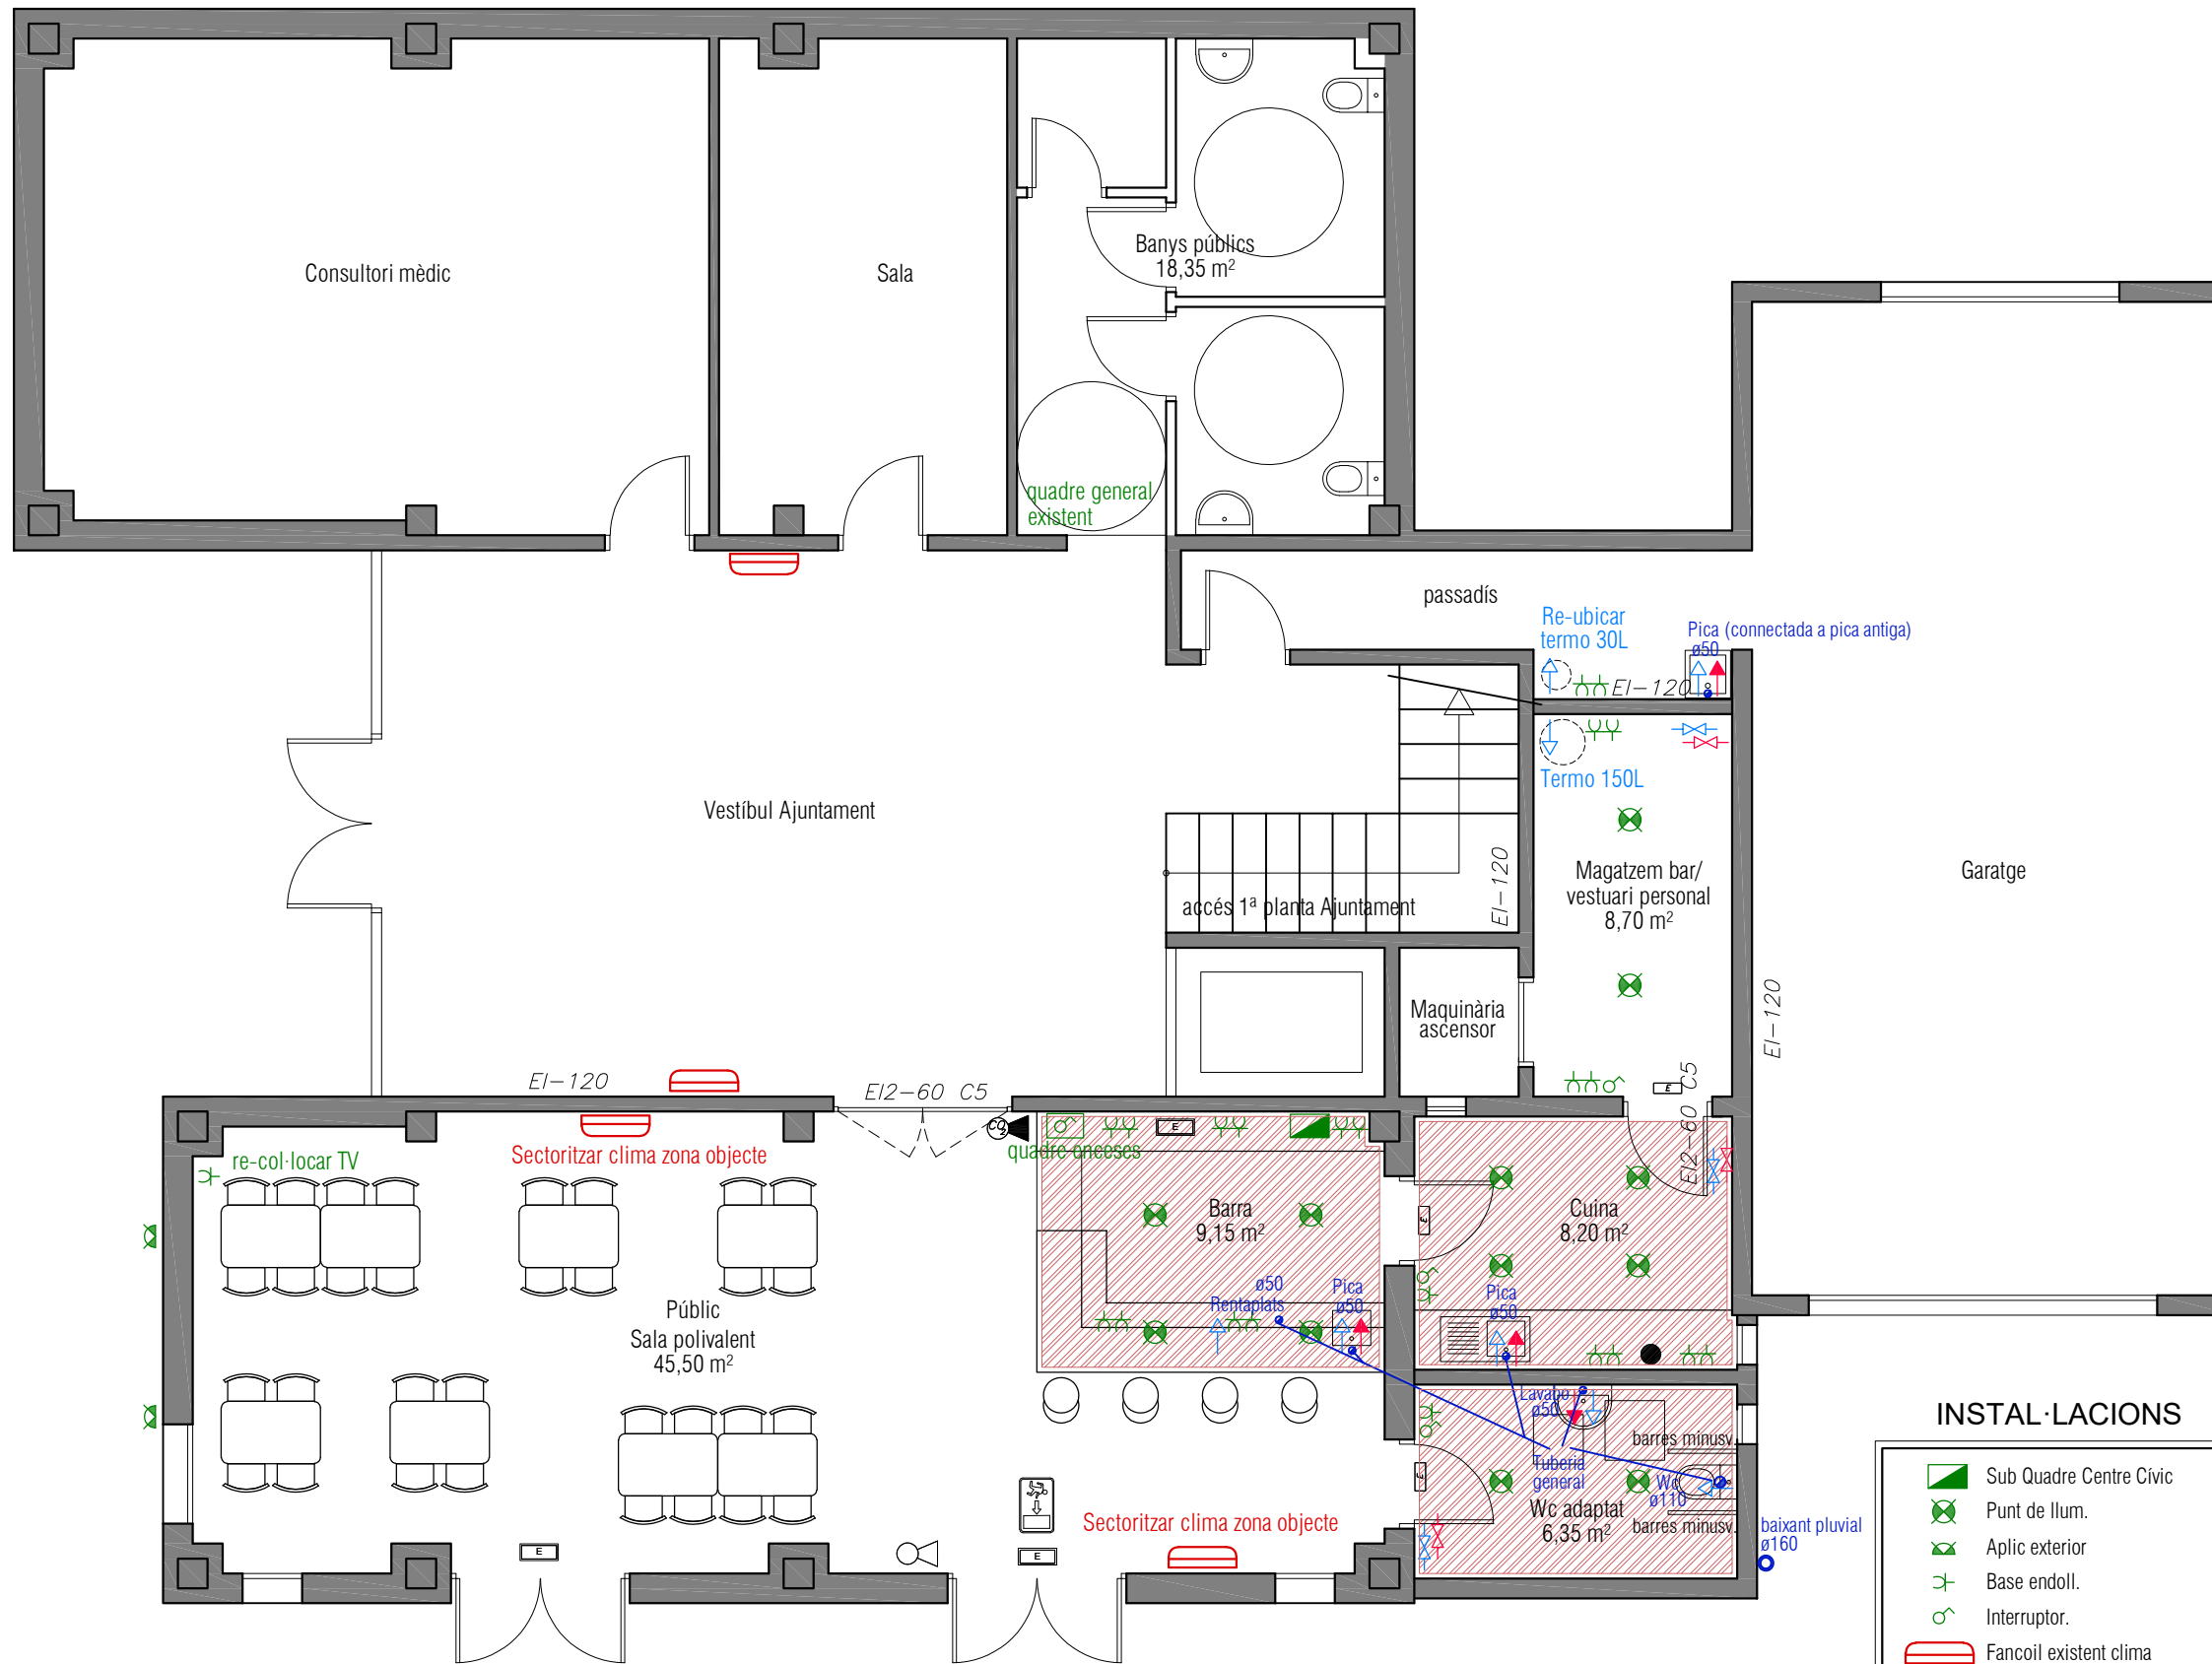 Consultori mèdic
Sala
Banys públics
18,35 m²
quadre general
existent
passadís
Re-ubicar
termo 30L
Pica (connectada a pica antiga)
ø50
EI-120
Termo 150L
Vestíbul Ajuntament
Magatzem bar/
vestuari personal
8,70 m²
Garatge
EI-120
accés 1ª planta Ajuntament
Maquinària
ascensor
EI-120
EI-120
EI2-60 C5
E
EI2-60 C5
CO2
E
quadre enceses
re-col·locar TV
Sectoritzar clima zona objecte
Barra
9,15 m²
Cuina
8,20 m²
E
ø50
Rentaplats
Pica
ø50
Pica
ø50
Públic
Sala polivalent
45,50 m²
Lavabo
ø50
barres minusv.
Tuberia
general
E
Wc
ø110
Wc adaptat
6,35 m²
barres minusv.
baixant pluvial
ø160
Sectoritzar clima zona objecte
E
E
INSTAL·LACIONS
Sub Quadre Centre Cívic
Punt de llum.
Aplic exterior
Base endoll.
Interruptor.
Fancoil existent clima